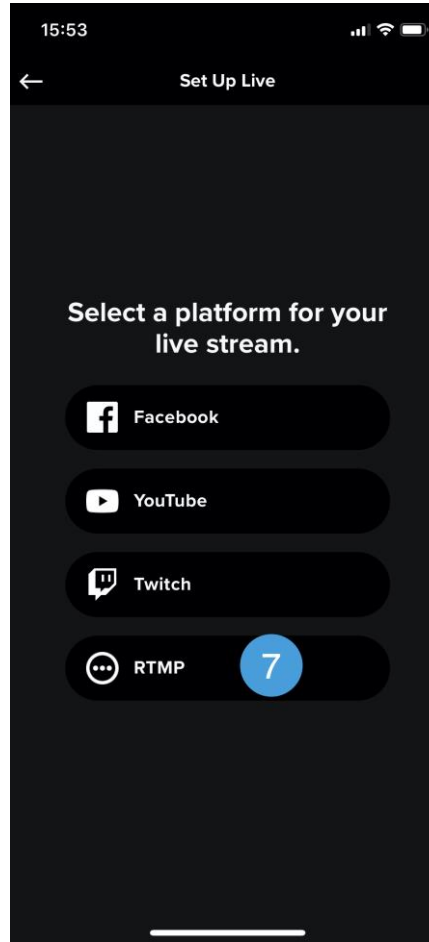 15:53
Set Up Live
Select a platform for your
live stream.
Facebook
YouTube
Twitch
RTMP
7